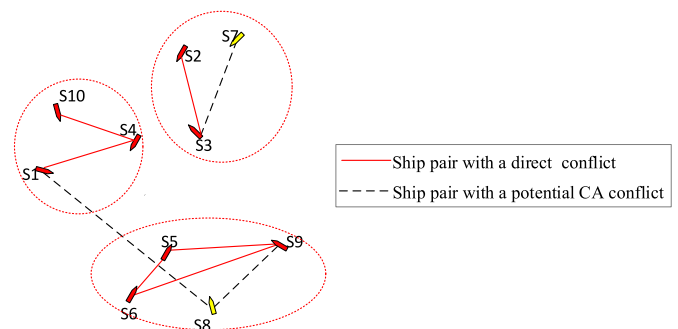 S7
S2
S10
S4
S3
Ship pair with a direct conflict
S1
Ship pair with a potential CA conflict
S5
S9
S6
S8